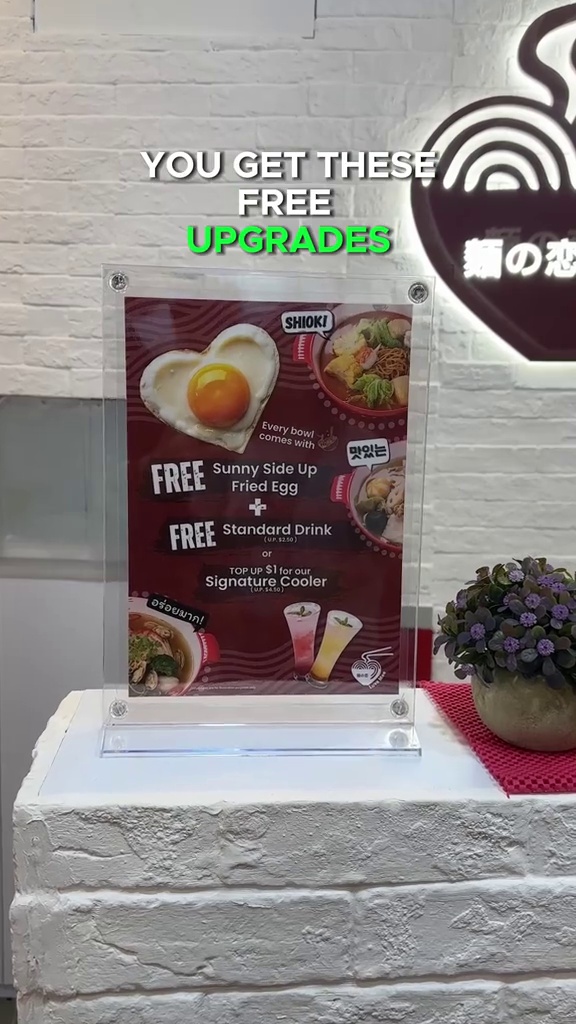 YOU GET THESE
FREE
UPGRADES
麺の恋
SHIOK!
Every bowl
comes with
맛있는
FREE Sunny Side Up
Fried Egg
+
FREE Standard Drink
( U.P. $2.50 )
or
TOP UP $1 for our
Signature Cooler
( U.P. $4.50 )
อร่อยมาก!